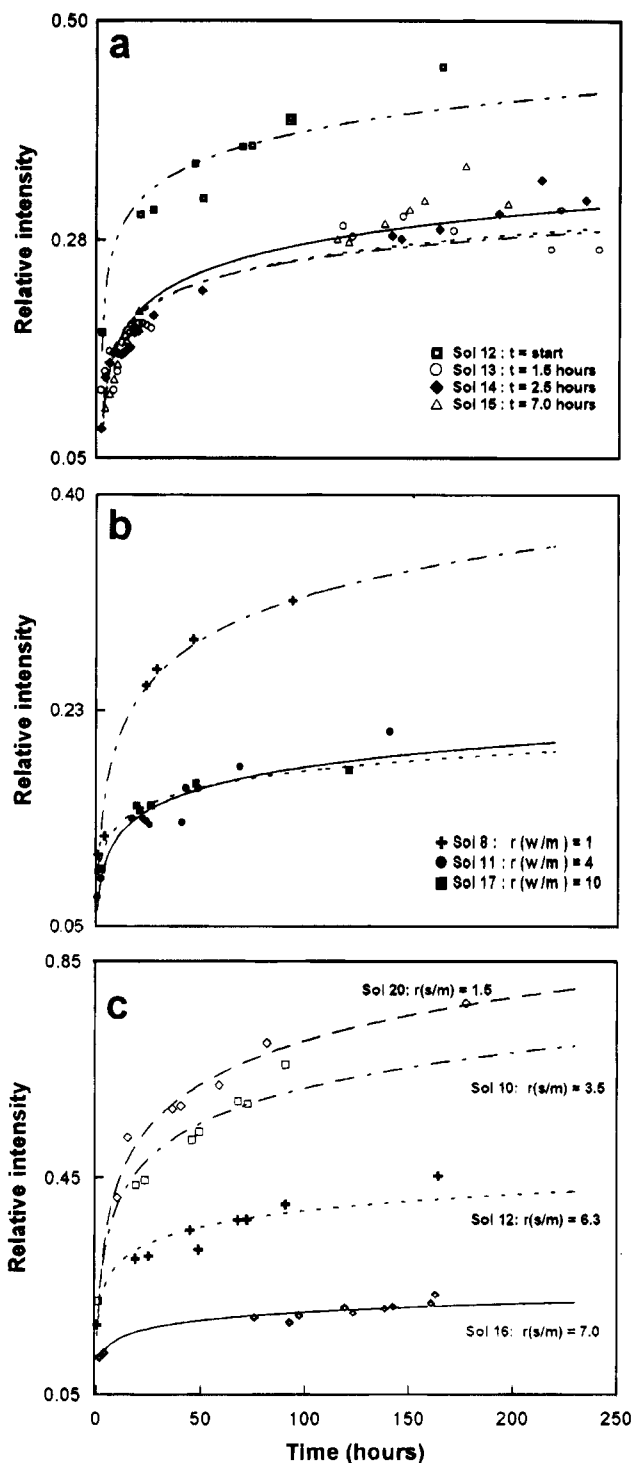 a
0.50
0.28
0.05
Relative intensity
Sol 12 : t = start
Sol 13 : t = 1.5 hours
Sol 14 : t = 2.5 hours
Sol 15 : t = 7.0 hours
b
0.40
0.23
0.05
Relative intensity
Sol 8 : r (w/m) = 1
Sol 11 : r (w/m) = 4
Sol 17 : r (w/m) = 10
c
0.85
0.45
0.05
Relative intensity
Sol 20: r(s/m) = 1.5
Sol 10: r(s/m) = 3.5
Sol 12: r(s/m) = 6.3
Sol 16: r(s/m) = 7.0
0
50
100
150
200
250
Time (hours)